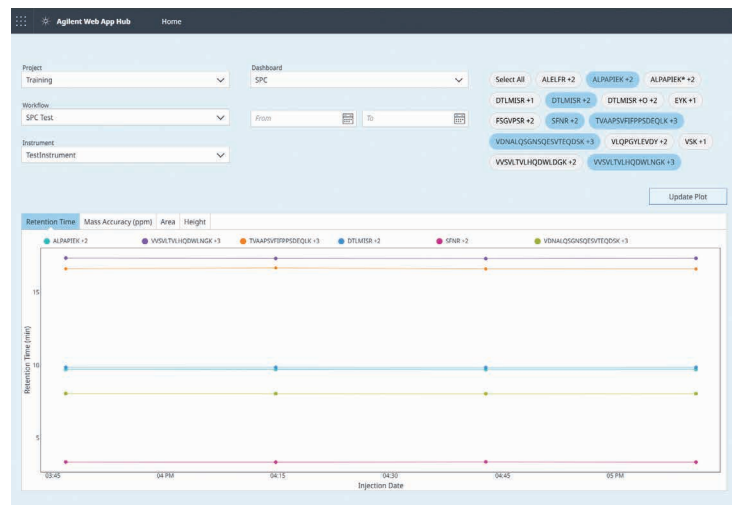 Agilent Web App Hub Home
Project
Training
Dashboard
SPC
Workflow
SPC Test
From To
Instrument
TestInstrument
Select All ALELFR +2 ALPAPIEK +2 ALPAPIEK* +2
DTLMISR +1 DTLMISR +2 DTLMISR +O +2 EYK +1
FSGVPSR +2 SFNR +2 TVAAPSVFIFPPSDEQLK +3
VDNALQSGNSQESVTEQDSK +3 VLQPGYLEVDY +2 VSK +1
VVSVLTVLHQDWLDGK +2 VVSVLTVLHQDWLNGK +3
Update Plot
Retention Time Mass Accuracy (ppm) Area Height
ALPAPIEK +2 VVSVLTVLHQDWLNGK +3 TVAAPSVFIFPPSDEQLK +3 DTLMISR +2 SFNR +2 VDNALQSGNSQESVTEQDSK +3
Retention Time (min)
15
10
5
03:45 04 PM 04:15 04:30 04:45 05 PM
Injection Date